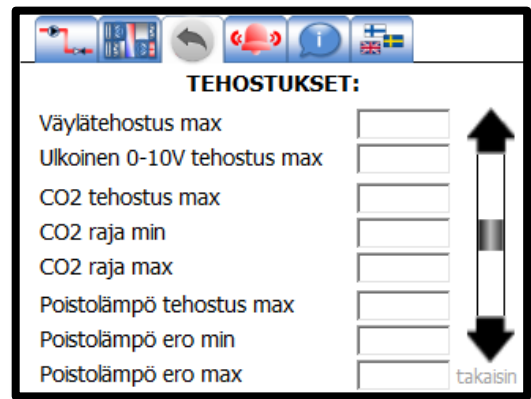 i
TEHOSTUKSET:
Väylätehostus max
Ulkoinen 0-10V tehostus max
CO2 tehostus max
CO2 raja min
CO2 raja max
Poistolämpö tehostus max
Poistolämpö ero min
Poistolämpö ero max
takaisin